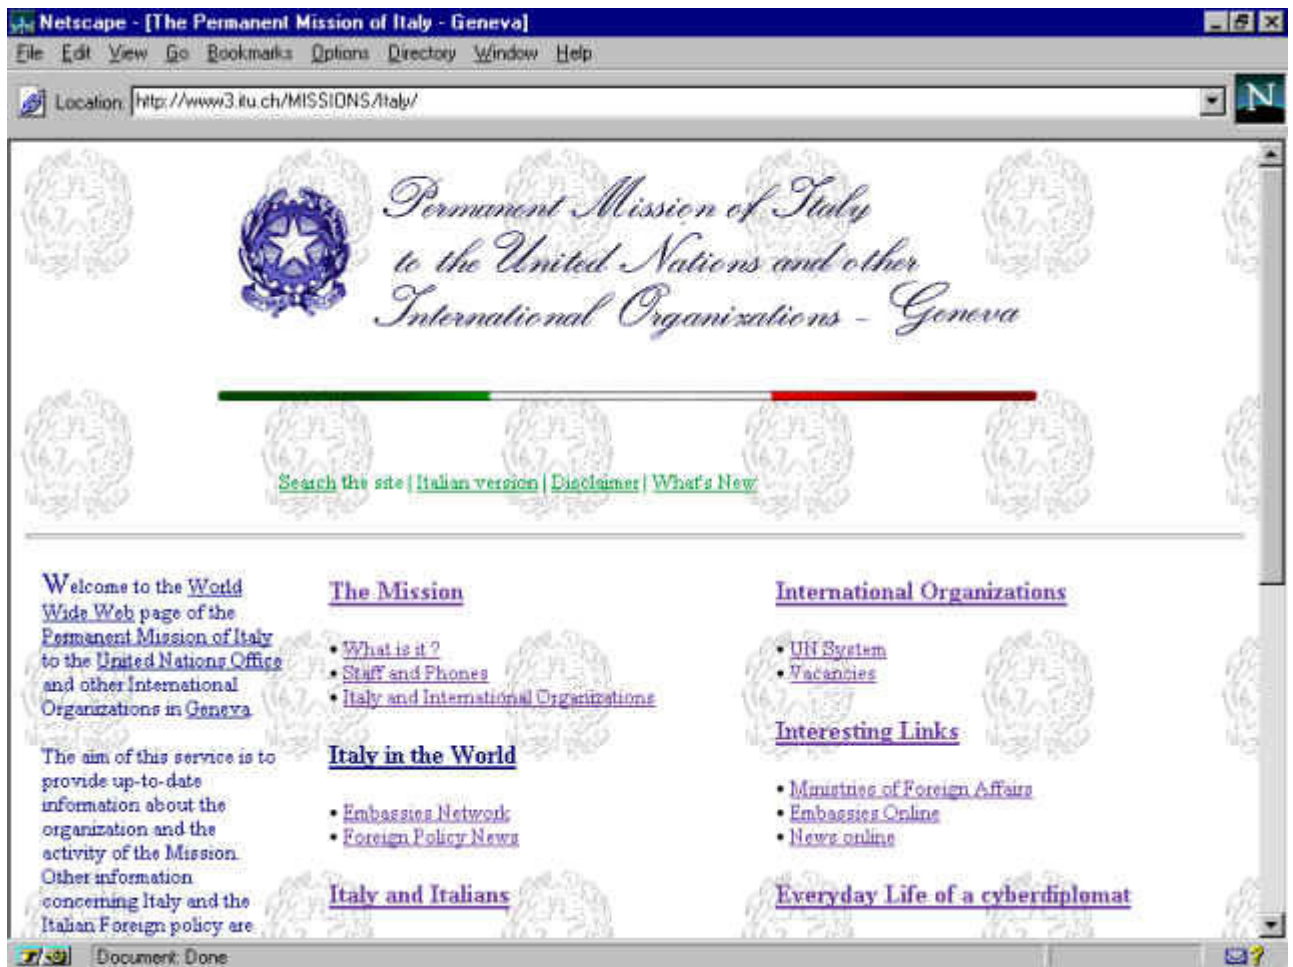 Netscape - [The Permanent Mission of Italy - Geneva]
File Edit View Go Bookmarks Options Directory Window Help
Location: http://www3.itu.ch/MISSIONS/Italy/
N
Permanent Mission of Italy
to the United Nations and other
International Organizations - Geneva
Search the site | Italian version | Disclaimer | What's New
Welcome to the World
Wide Web page of the
Permanent Mission of Italy
to the United Nations Office
and other International
Organizations in Geneva.
The aim of this service is to
provide up-to-date
information about the
organization and the
activity of the Mission.
Other information
concerning Italy and the
Italian Foreign policy are
The Mission
• What is it ?
• Staff and Phones
• Italy and International Organizations
Italy in the World
• Embassies Network
• Foreign Policy News
Italy and Italians
International Organizations
• UN System
• Vacancies
Interesting Links
• Ministries of Foreign Affairs
• Embassies Online
• News online
Everyday Life of a cyberdiplomat
Document: Done